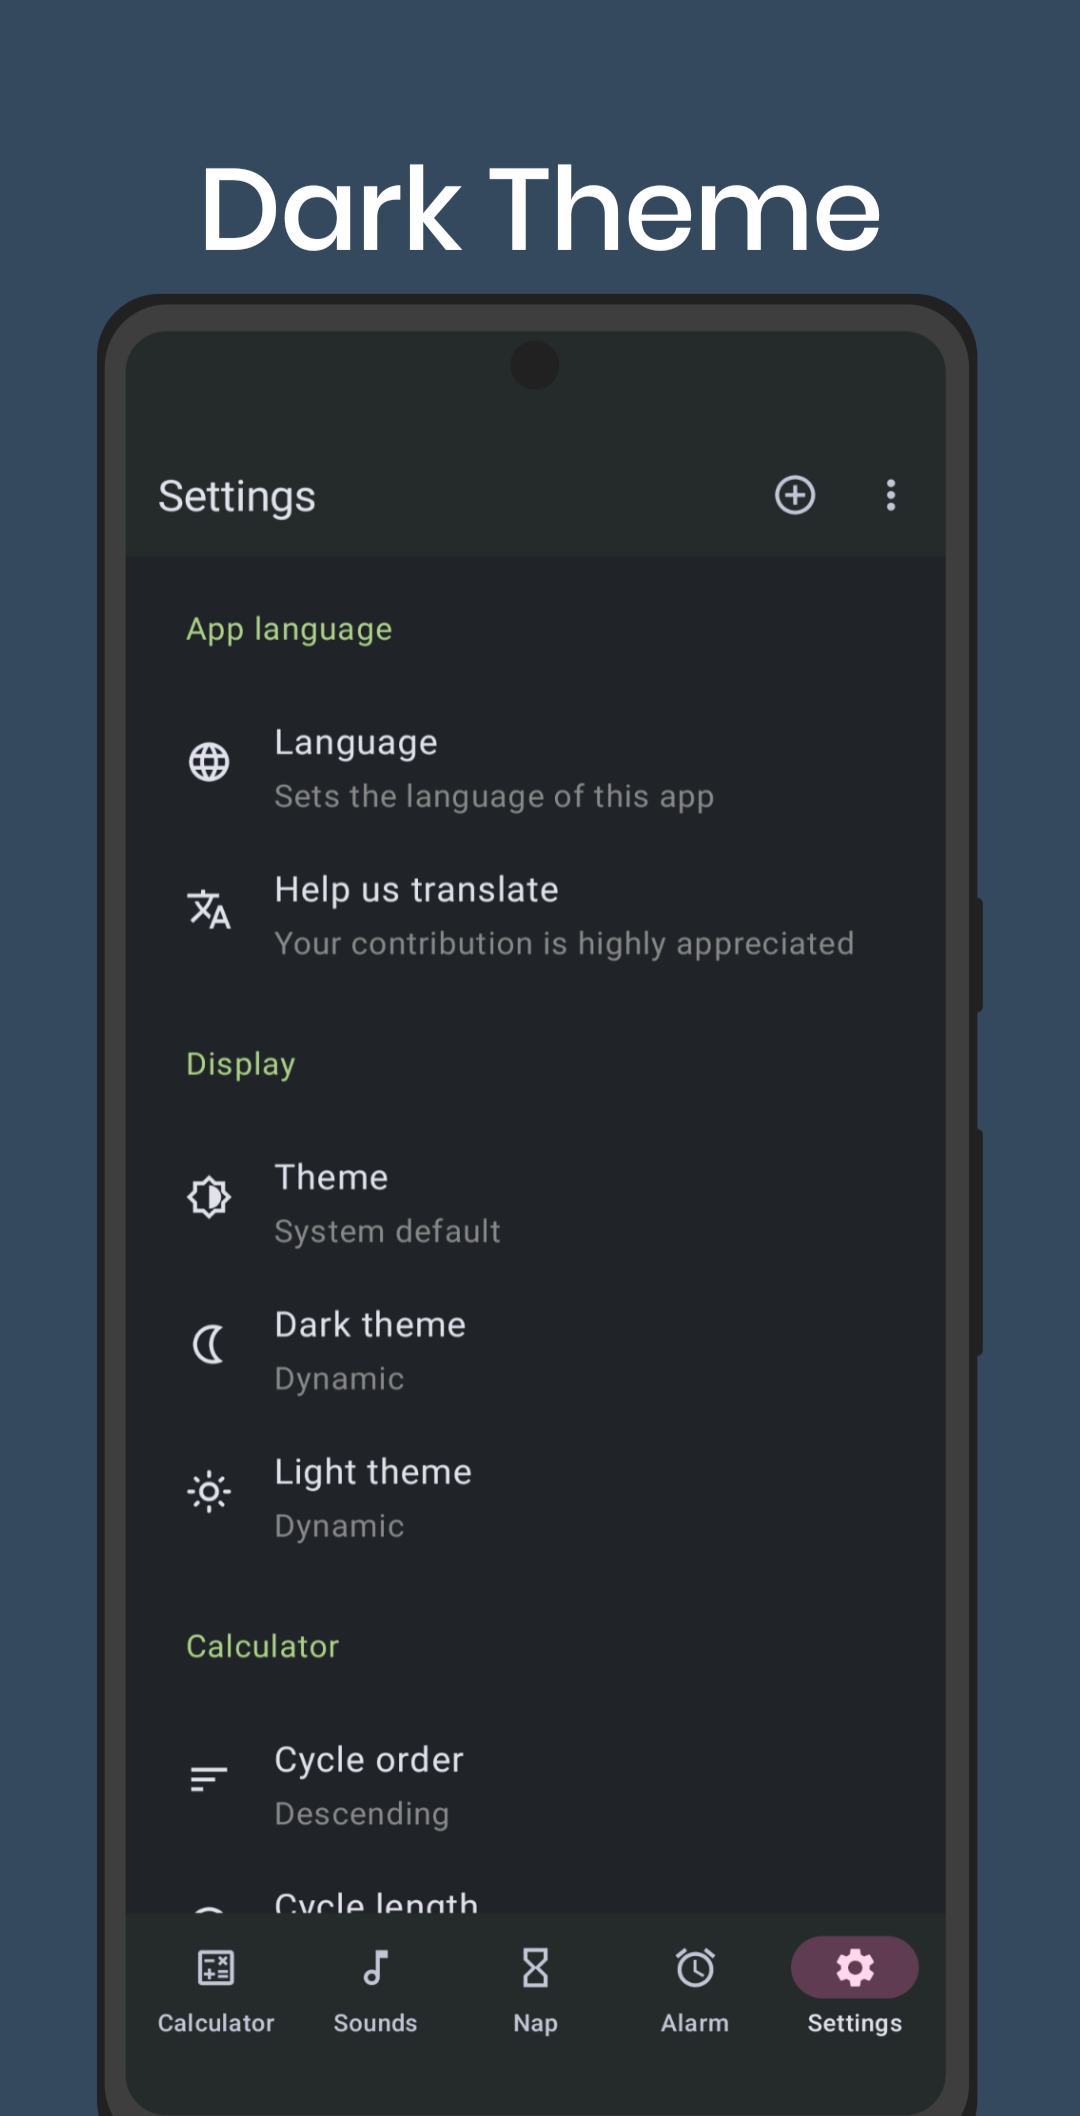 Dark Theme
Settings
App language
Language
Sets the language of this app
Help us translate
Your contribution is highly appreciated
Display
Theme
System default
Dark theme
Dynamic
Light theme
Dynamic
Calculator
Cycle order
Descending
Cycle length
Calculator
Sounds
Nap
Alarm
Settings